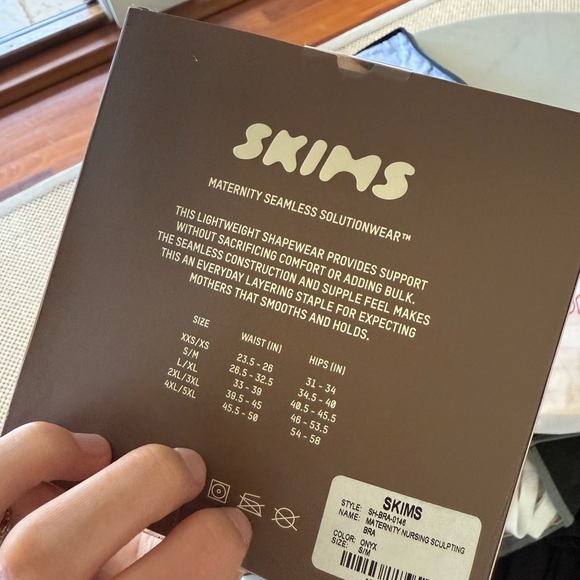 SKIMS
MATERNITY SEAMLESS SOLUTIONWEAR™
THIS LIGHTWEIGHT SHAPEWEAR PROVIDES SUPPORT
WITHOUT SACRIFICING COMFORT OR ADDING BULK.
THE SEAMLESS CONSTRUCTION AND SUPPLE FEEL MAKES
THIS AN EVERYDAY LAYERING STAPLE FOR EXPECTING
MOTHERS THAT SMOOTHS AND HOLDS.
SIZE WAIST (IN) HIPS (IN)
XXS/XS 23.5 - 26 31 - 34
S/M 26.5 - 32.5 34.5 - 40
L/XL 33 - 39 40.5 - 45.5
2XL/3XL 39.5 - 45 46 - 53.5
4XL/5XL 45.5 - 50 54 - 58
SKIMS
STYLE: SH-BRA-0146
NAME: MATERNITY NURSING SCULPTING
BRA
COLOR: ONYX
SIZE: S/M